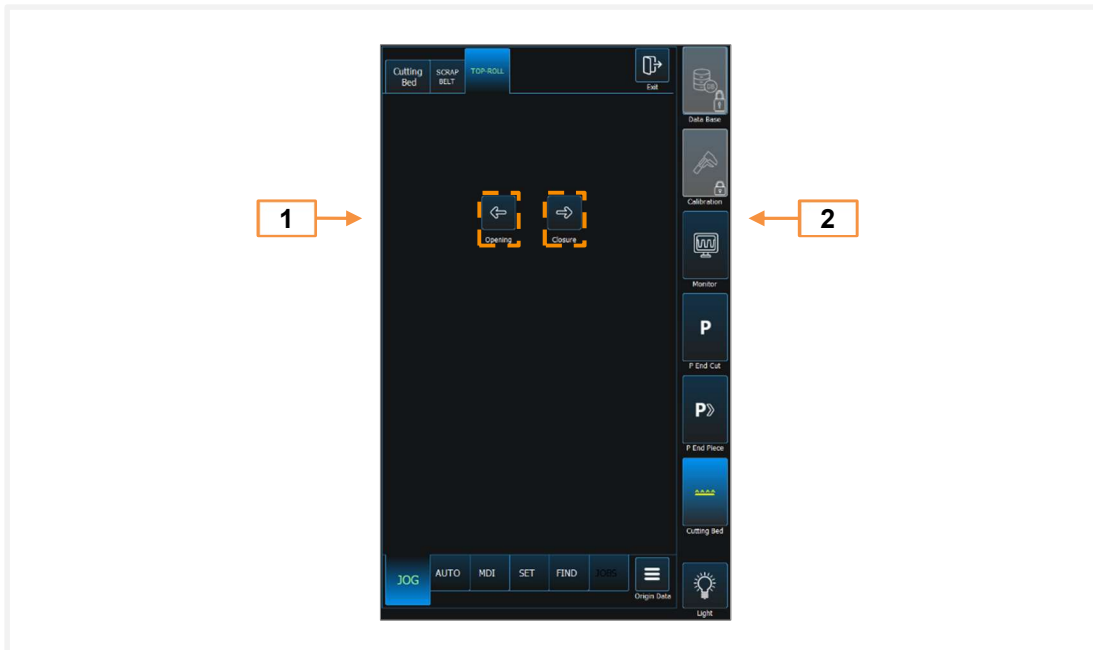 Cutting
Bed
SCRAP
BELT
TOP-ROLL
Exit
Data Base
Calibration
1
2
Opening
Closure
Monitor
P
P End Cut
P»
P End Piece
Cutting Bed
JOG
AUTO
MDI
SET
FIND
JOBS
Origin Data
Light